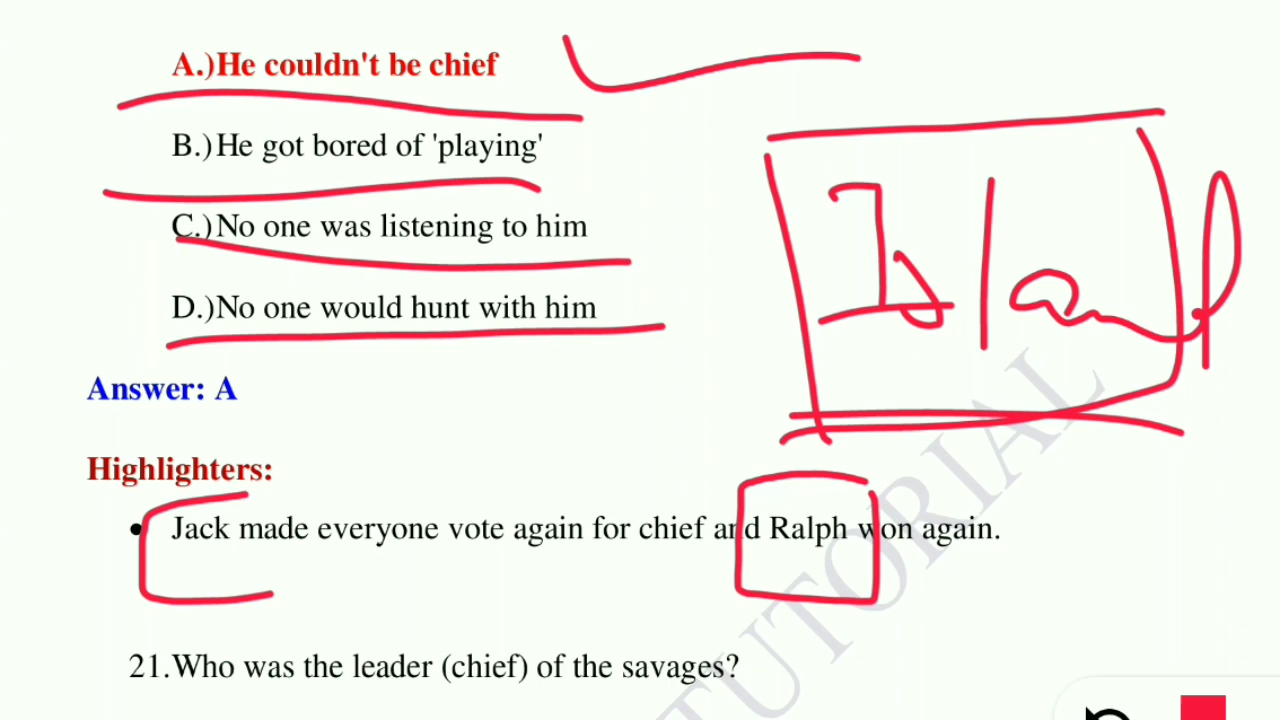 A.)He couldn't be chief
B.)He got bored of 'playing'
C.)No one was listening to him
D.)No one would hunt with him
Island
Answer: A
Highlighters:
• Jack made everyone vote again for chief and Ralph won again.
21.Who was the leader (chief) of the savages?
TUTORIAL